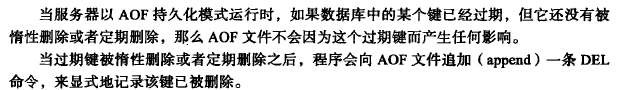 当服务器以 AOF 持久化模式运行时，如果数据库中的某个键已经过期，但它还没有被
惰性删除或者定期删除，那么 AOF 文件不会因为这个过期键而产生任何影响。
当过期键被惰性删除或者定期删除之后，程序会向 AOF 文件追加（append）一条 DEL
命令，来显式地记录该键已被删除。